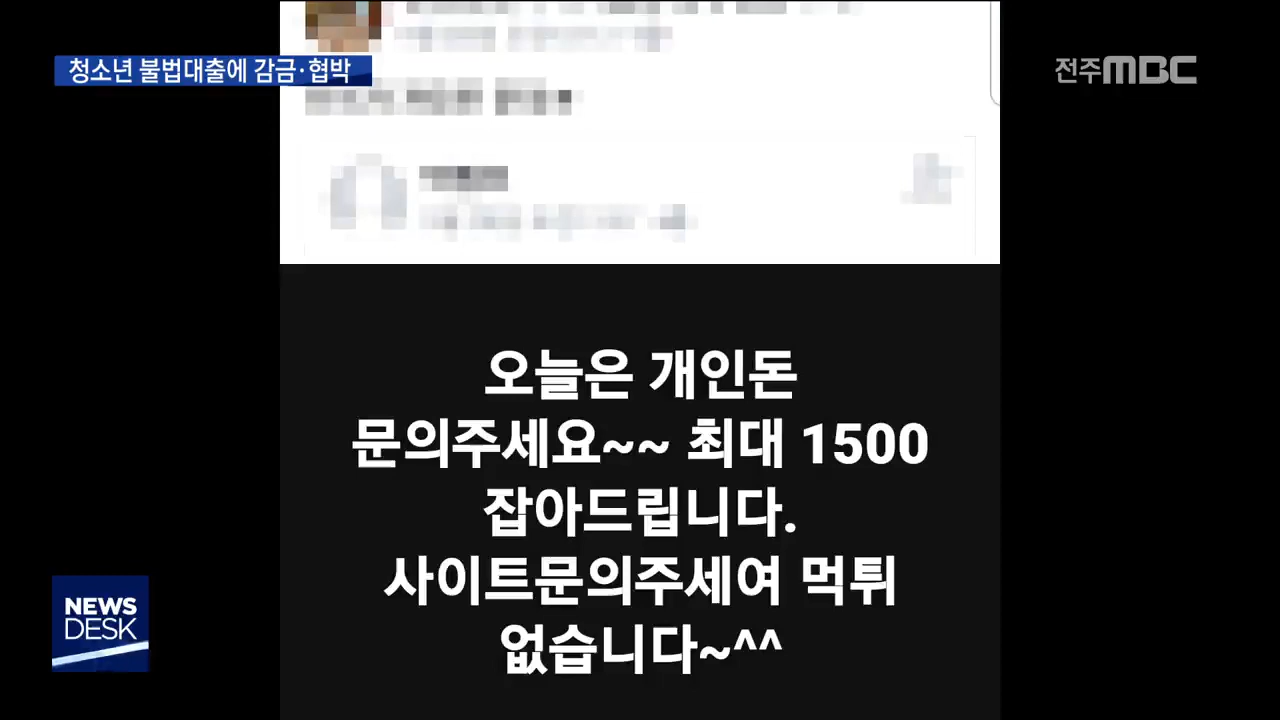 청소년 불법대출에 감금·협박
전주MBC
오늘은 개인돈
문의주세요~~ 최대 1500
잡아드립니다.
사이트문의주세여 먹튀
없습니다~^^
NEWS
DESK